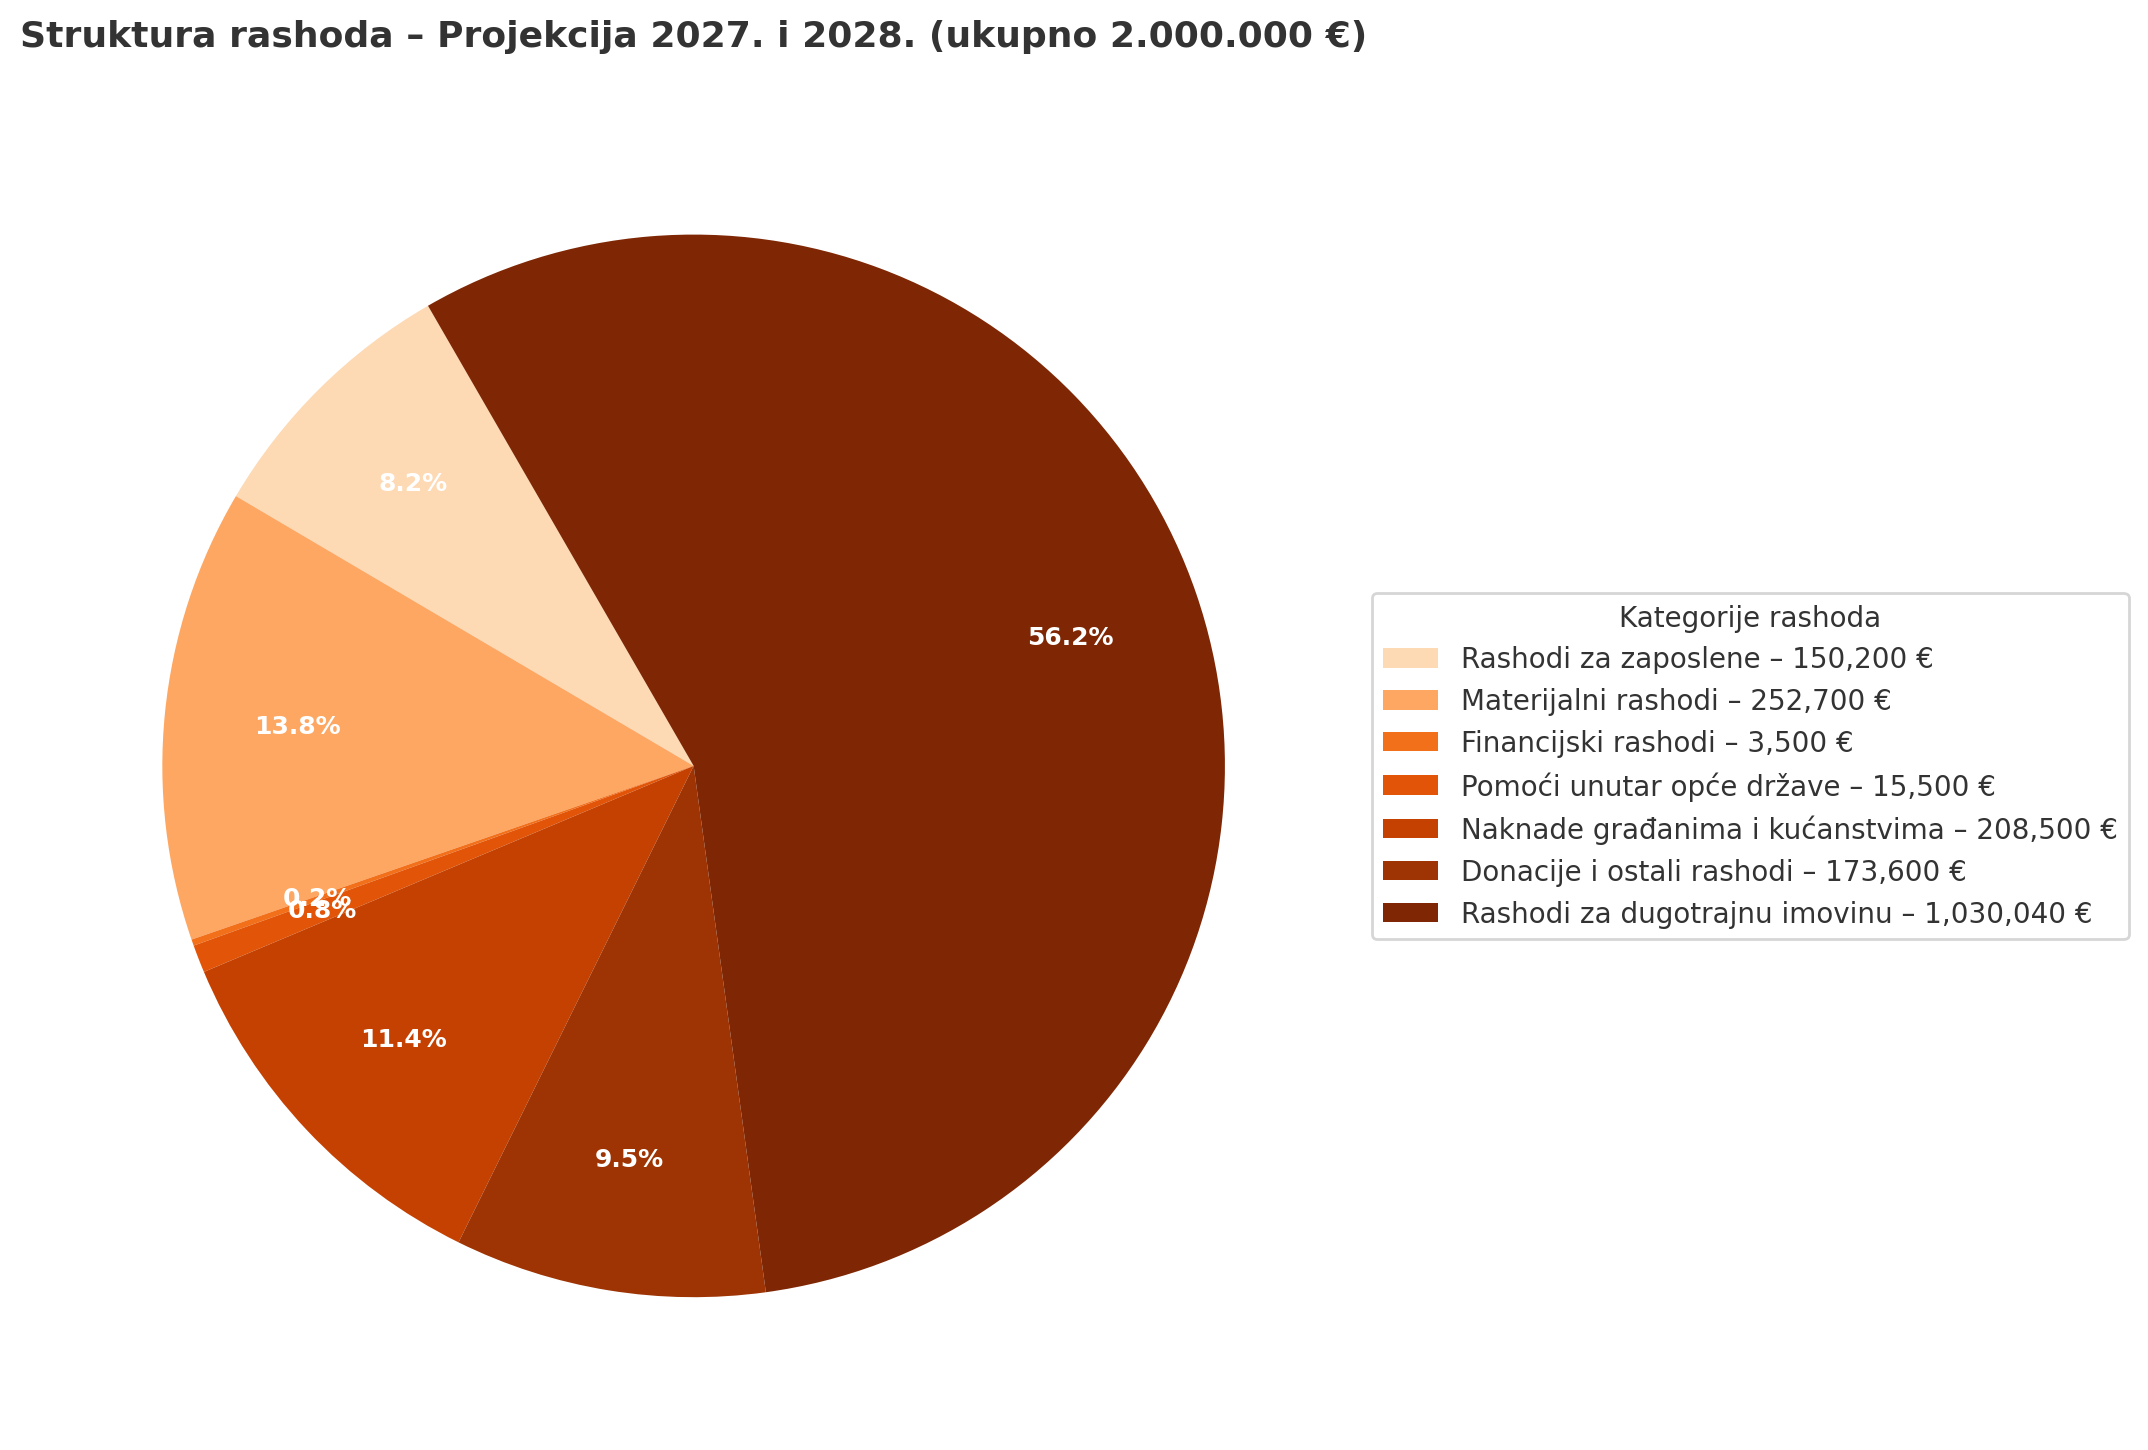 Struktura rashoda – Projekcija 2027. i 2028. (ukupno 2.000.000 €)
56.2%
8.2%
13.8%
0.2%
0.8%
11.4%
9.5%
Kategorije rashoda
Rashodi za zaposlene – 150,200 €
Materijalni rashodi – 252,700 €
Financijski rashodi – 3,500 €
Pomoći unutar opće države – 15,500 €
Naknade građanima i kućanstvima – 208,500 €
Donacije i ostali rashodi – 173,600 €
Rashodi za dugotrajnu imovinu – 1,030,040 €